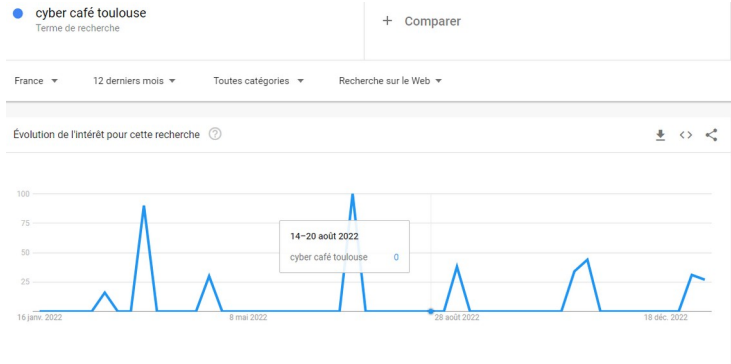 cyber café toulouse
Terme de recherche
+ Comparer
France
12 derniers mois
Toutes catégories
Recherche sur le Web
Évolution de l'intérêt pour cette recherche ?
100
75
50
25
14–20 août 2022
cyber café toulouse 0
16 janv. 2022
8 mai 2022
28 août 2022
18 déc. 2022